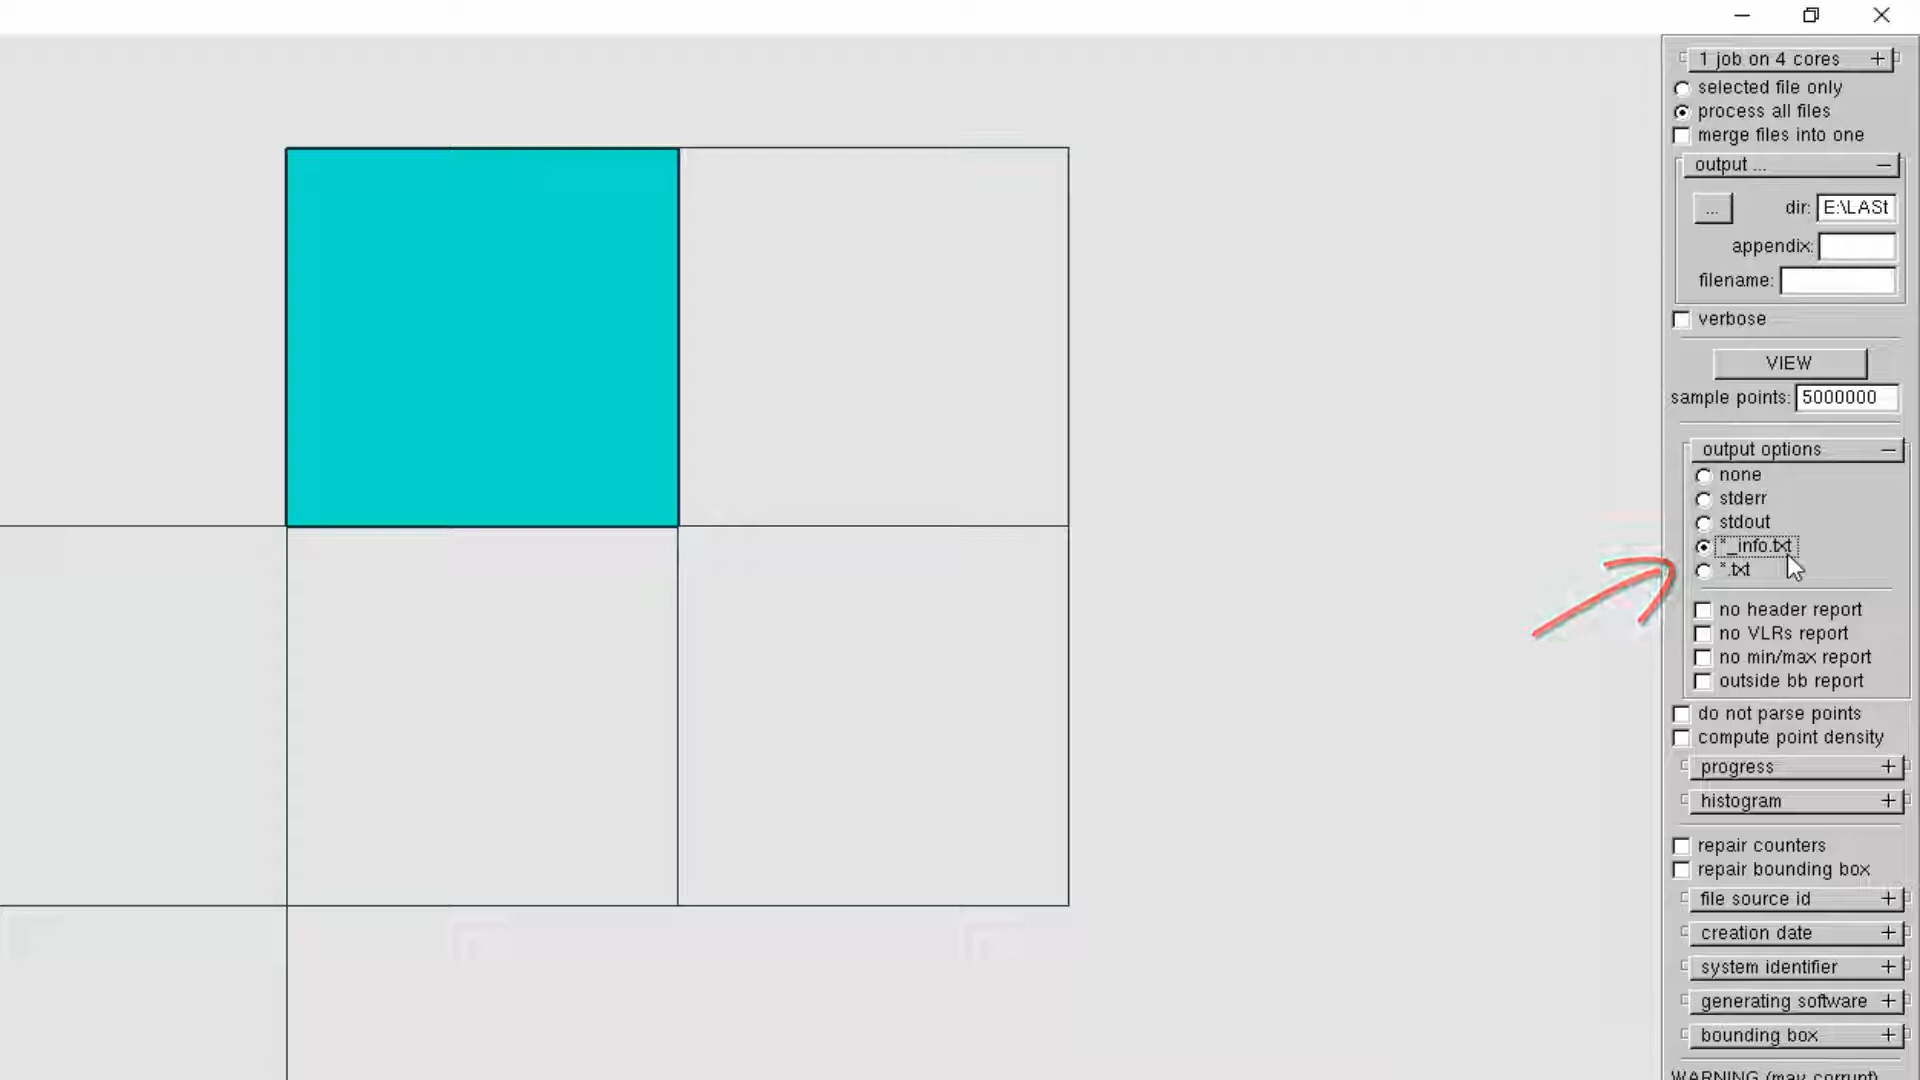 1 job on 4 cores +
selected file only
process all files
merge files into one
output ... –
... dir: E:\LASt
appendix:
filename:
verbose
VIEW
sample points: 5000000
output options –
none
stderr
stdout
*_info.txt
*.txt
no header report
no VLRs report
no min/max report
outside bb report
do not parse points
compute point density
progress +
histogram +
repair counters
repair bounding box
file source id +
creation date +
system identifier +
generating software +
bounding box +
WARNING (may corrupt)